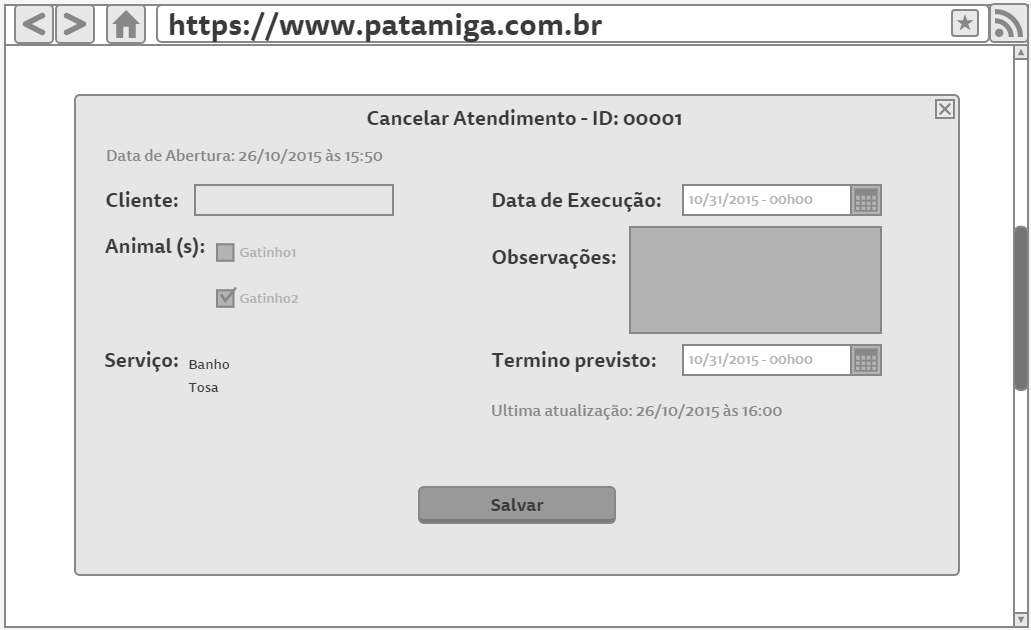 https://www.patamiga.com.br
Cancelar Atendimento - ID: 00001
Data de Abertura: 26/10/2015 às 15:50
Cliente:
Data de Execução: 10/31/2015 - 00h00
Animal (s): Gatinho1
Gatinho2
Observações:
Serviço: Banho
Tosa
Termino previsto: 10/31/2015 - 00h00
Ultima atualização: 26/10/2015 às 16:00
Salvar